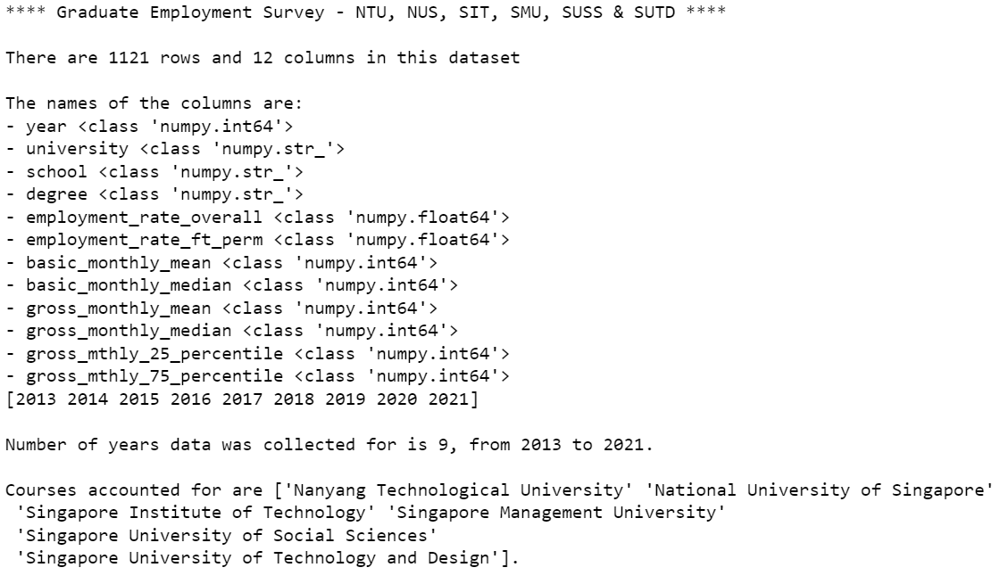 **** Graduate Employment Survey - NTU, NUS, SIT, SMU, SUSS & SUTD ****
There are 1121 rows and 12 columns in this dataset
The names of the columns are:
- year <class 'numpy.int64'>
- university <class 'numpy.str_'>
- school <class 'numpy.str_'>
- degree <class 'numpy.str_'>
- employment_rate_overall <class 'numpy.float64'>
- employment_rate_ft_perm <class 'numpy.float64'>
- basic_monthly_mean <class 'numpy.int64'>
- basic_monthly_median <class 'numpy.int64'>
- gross_monthly_mean <class 'numpy.int64'>
- gross_monthly_median <class 'numpy.int64'>
- gross_mthly_25_percentile <class 'numpy.int64'>
- gross_mthly_75_percentile <class 'numpy.int64'>
[2013 2014 2015 2016 2017 2018 2019 2020 2021]
Number of years data was collected for is 9, from 2013 to 2021.
Courses accounted for are ['Nanyang Technological University' 'National University of Singapore'
'Singapore Institute of Technology' 'Singapore Management University'
'Singapore University of Social Sciences'
'Singapore University of Technology and Design'].